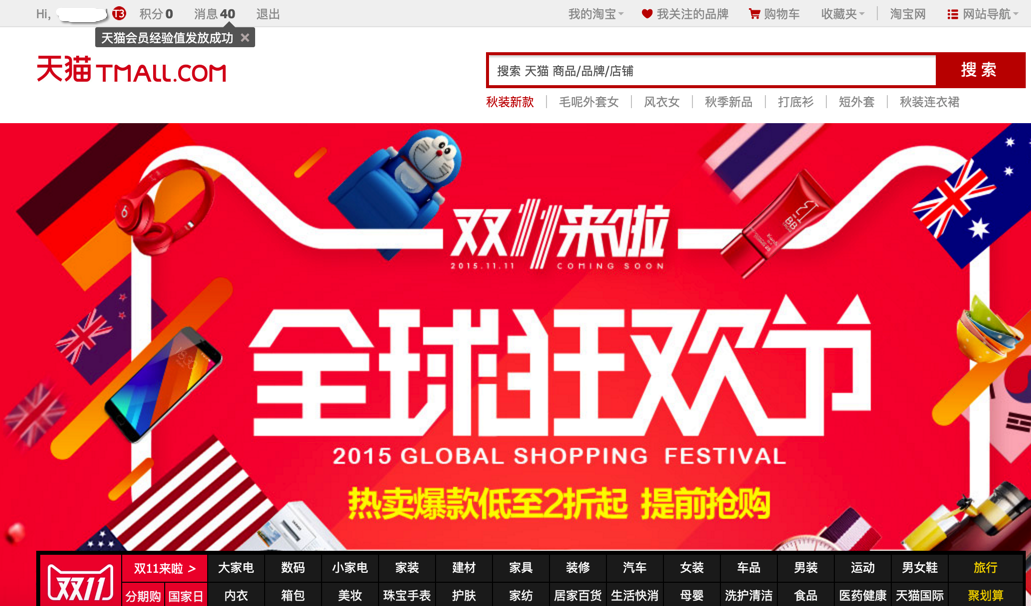 Hi, T3 积分0 消息40 退出 我的淘宝 我关注的品牌 购物车 收藏夹 淘宝网 网站导航
天猫会员经验值发放成功 ×
天猫 TMALL.COM
搜索 天猫 商品/品牌/店铺 搜索
秋装新款 毛呢外套女 风衣女 秋季新品 打底衫 短外套 秋装连衣裙
双11来啦
2015.11.11 COMING SOON
BB
全球狂欢节
2015 GLOBAL SHOPPING FESTIVAL
热卖爆款低至2折起 提前抢购
双11来啦 > 大家电 数码 小家电 家装 建材 家具 装修 汽车 女装 车品 男装 运动 男女鞋 旅行
双11
分期购 国家日 内衣 箱包 美妆 珠宝手表 护肤 家纺 居家百货 生活快消 母婴 洗护清洁 食品 医药健康 天猫国际 聚划算